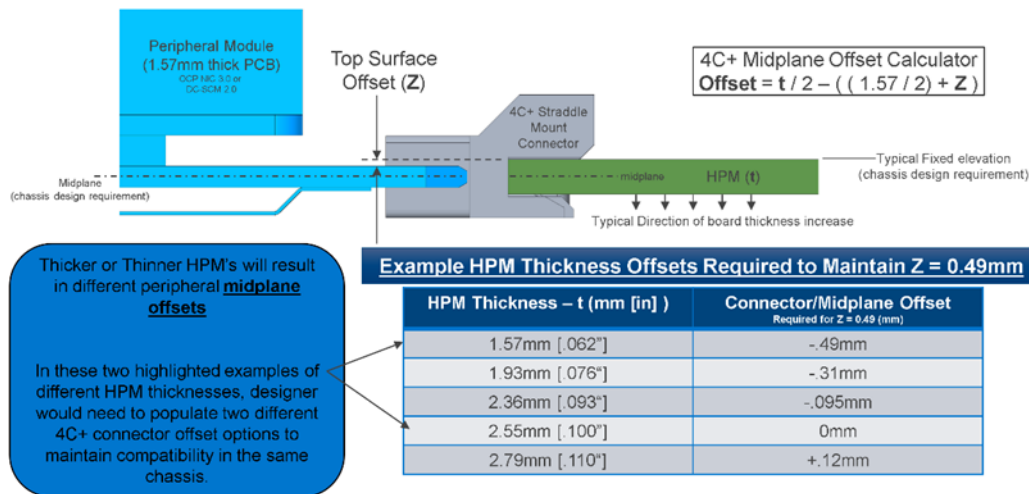 Peripheral Module
(1.57mm thick PCB)
OCP NIC 3.0 or
DC-SCM 2.0
Top Surface
Offset (Z)
4C+ Straddle
Mount
Connector
4C+ Midplane Offset Calculator
Offset = t / 2 – ( ( 1.57 / 2) + Z )
Midplane
(chassis design requirement)
midplane
HPM (t)
Typical Fixed elevation
(chassis design requirement)
Typical Direction of board thickness increase
Thicker or Thinner HPM's will result
in different peripheral midplane
offsets
In these two highlighted examples of
different HPM thicknesses, designer
would need to populate two different
4C+ connector offset options to
maintain compatibility in the same
chassis.
Example HPM Thickness Offsets Required to Maintain Z = 0.49mm
HPM Thickness – t (mm [in] )
Connector/Midplane Offset
Required for Z = 0.49 (mm)
1.57mm [.062"]
-.49mm
1.93mm [.076"]
-.31mm
2.36mm [.093"]
-.095mm
2.55mm [.100"]
0mm
2.79mm [.110"]
+.12mm